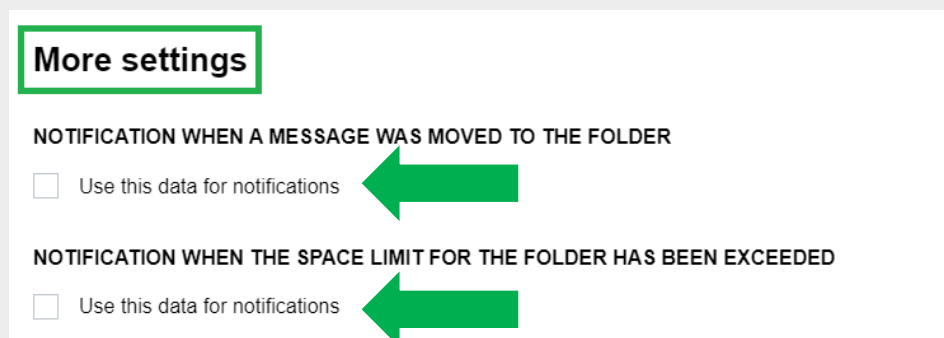 More settings
NOTIFICATION WHEN A MESSAGE WAS MOVED TO THE FOLDER
Use this data for notifications
NOTIFICATION WHEN THE SPACE LIMIT FOR THE FOLDER HAS BEEN EXCEEDED
Use this data for notifications